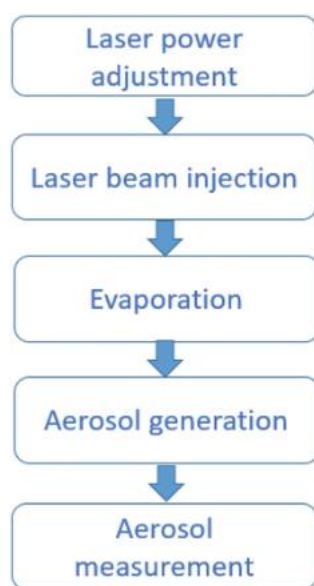 Laser power
adjustment
Laser beam injection
Evaporation
Aerosol generation
Aerosol
measurement